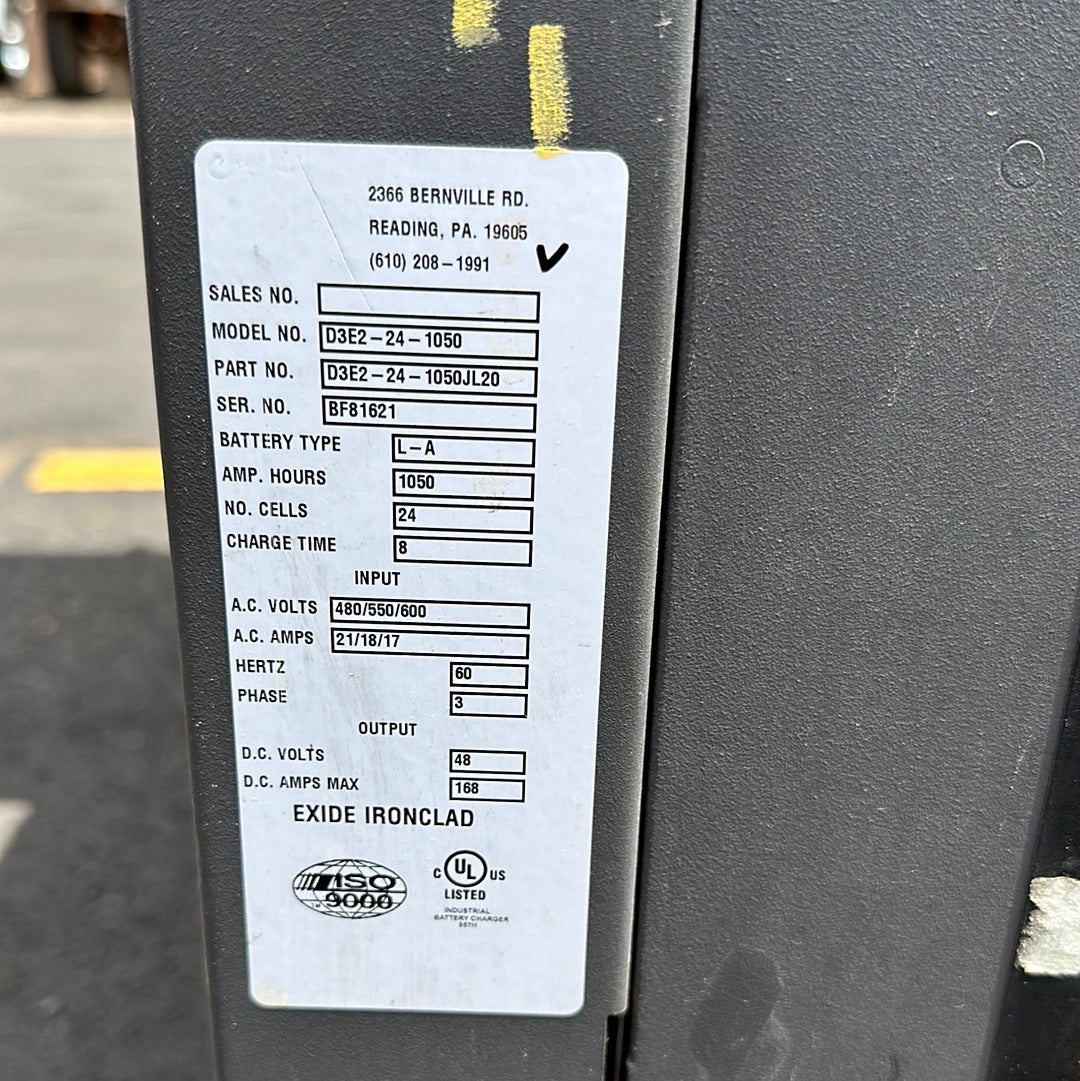 2366 BERNVILLE RD.
READING, PA. 19605
(610) 208-1991
SALES NO.
MODEL NO. D3E2-24-1050
PART NO. D3E2-24-1050JL20
SER. NO. BF81621
BATTERY TYPE L-A
AMP. HOURS 1050
NO. CELLS 24
CHARGE TIME 8
INPUT
A.C. VOLTS 480/550/600
A.C. AMPS 21/18/17
HERTZ 60
PHASE 3
OUTPUT
D.C. VOLTS 48
D.C. AMPS MAX 168
EXIDE IRONCLAD
ISO
9000
C UL US
LISTED
INDUSTRIAL
BATTERY CHARGER